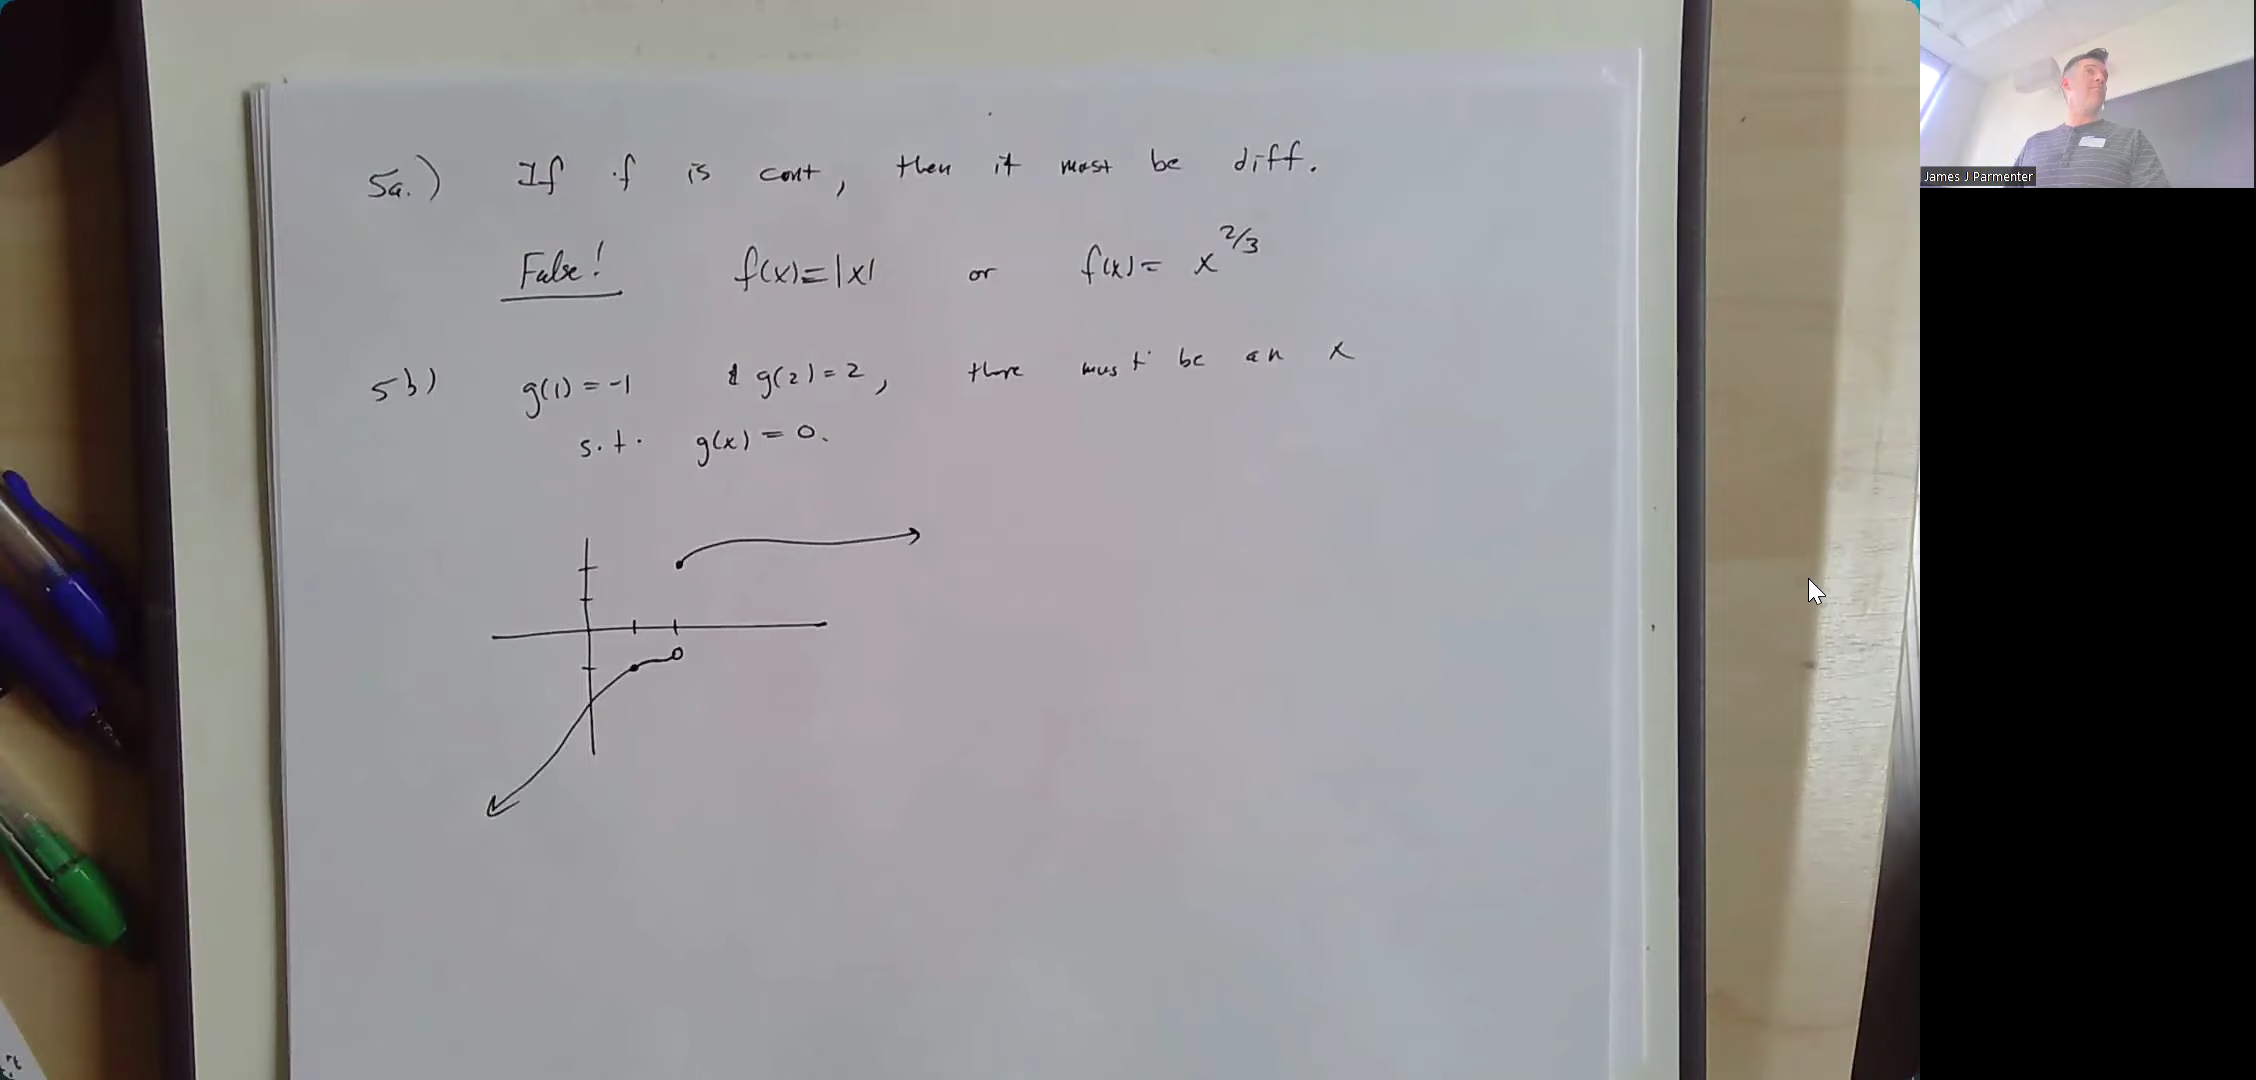 5a.) If f is cont, then it must be diff.
False! f(x)=|x| or f(x)= x^{2/3}
5b) g(1) = -1 & g(2) = 2, there must be an x
s.t. g(x) = 0.
James J Parmenter